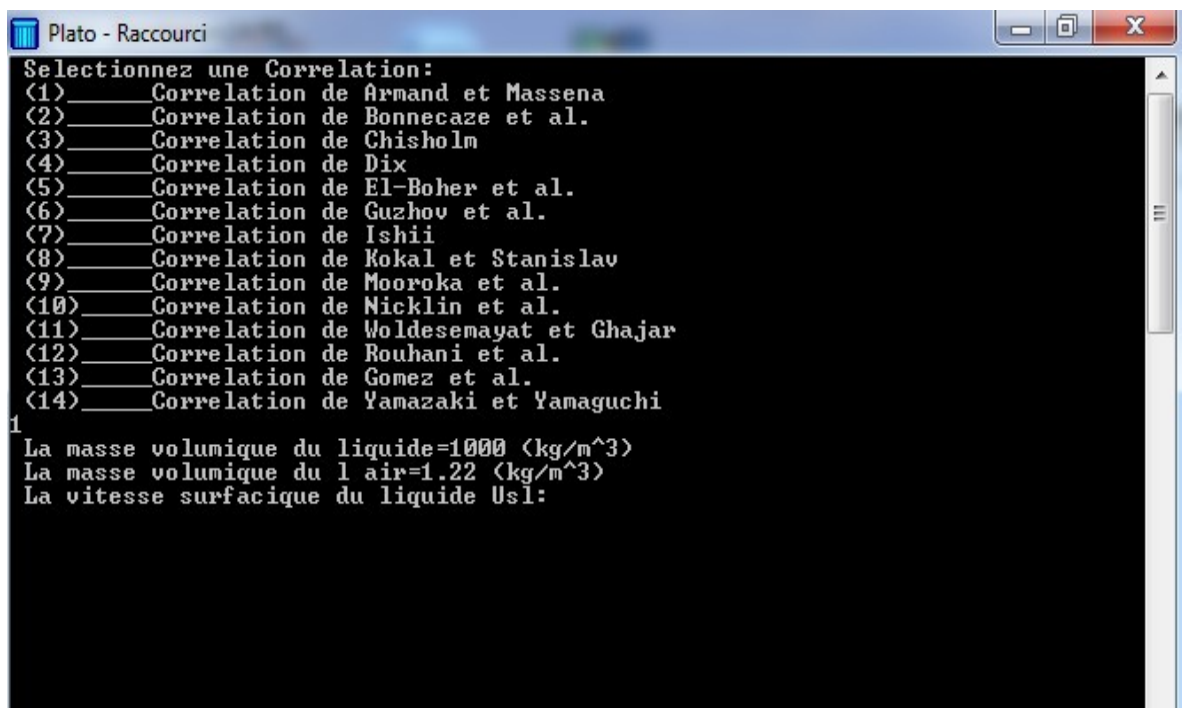 Plato - Raccourci
Selectionnez une Correlation:
(1)______Correlation de Armand et Massena
(2)______Correlation de Bonnecaze et al.
(3)______Correlation de Chisholm
(4)______Correlation de Dix
(5)______Correlation de El-Boher et al.
(6)______Correlation de Guzhov et al.
(7)______Correlation de Ishii
(8)______Correlation de Kokal et Stanislav
(9)______Correlation de Mooroka et al.
(10)_____Correlation de Nicklin et al.
(11)_____Correlation de Woldesemayat et Ghajar
(12)_____Correlation de Rouhani et al.
(13)_____Correlation de Gomez et al.
(14)_____Correlation de Yamazaki et Yamaguchi
1
La masse volumique du liquide=1000 (kg/m^3)
La masse volumique du l air=1.22 (kg/m^3)
La vitesse surfacique du liquide Usl: